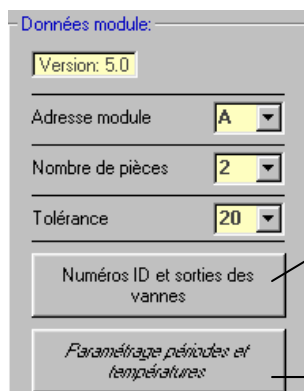 Données module:
Version: 5.0
Adresse module A
Nombre de pièces 2
Tolérance 20
Numéros ID et sorties des
vannes
Paramétrage périodes et
températures